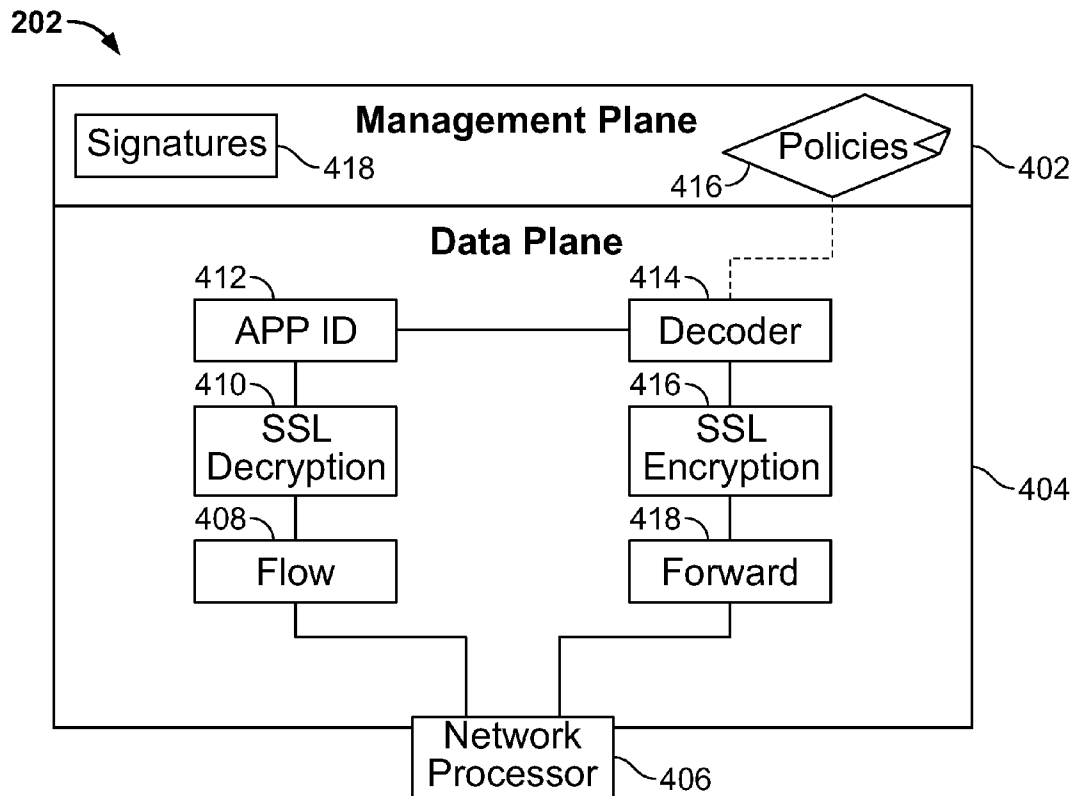 202
Management Plane
Signatures
418
Policies
416
402
Data Plane
412
APP ID
414
Decoder
410
SSL
Decryption
416
SSL
Encryption
404
408
Flow
418
Forward
Network
Processor
406